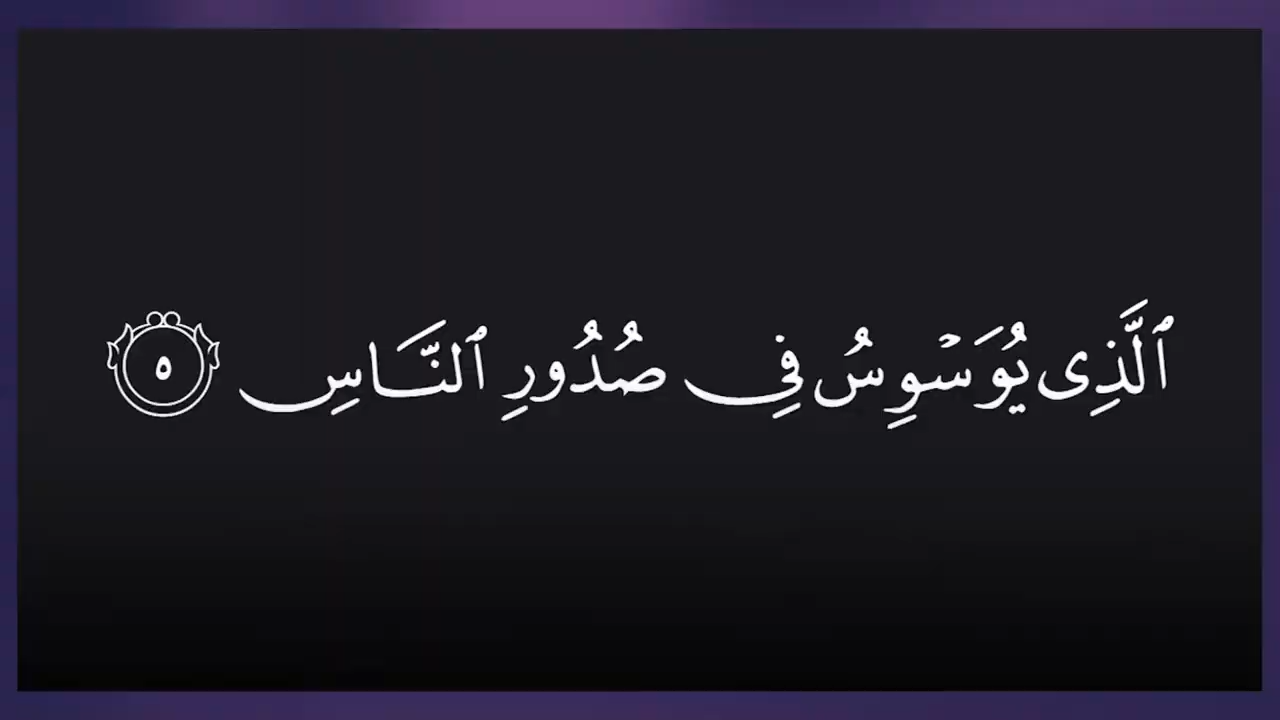 ٱلَّذِى يُوَسْوِسُ فِى صُدُورِ ٱلنَّاسِ ٥